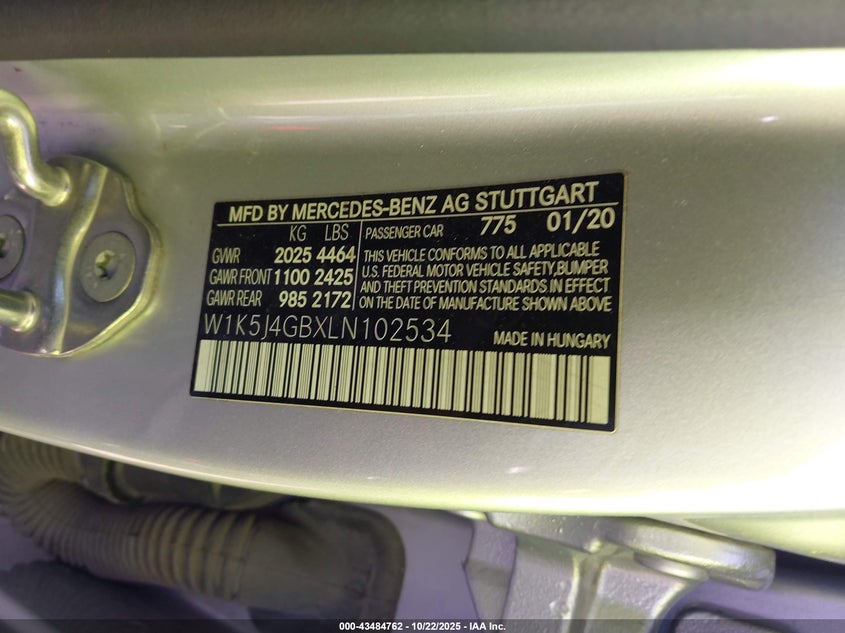 MFD BY MERCEDES-BENZ AG STUTTGART
KG LBS
GVWR 2025 4464
GAWR FRONT 1100 2425
GAWR REAR 985 2172
PASSENGER CAR 775 01/20
THIS VEHICLE CONFORMS TO ALL APPLICABLE
U.S. FEDERAL MOTOR VEHICLE SAFETY,BUMPER
AND THEFT PREVENTION STANDARDS IN EFFECT
ON THE DATE OF MANUFACTURE SHOWN ABOVE
W1K5J4GBXLN102534
MADE IN HUNGARY
000-43484762 - 10/22/2025 - IAA Inc.